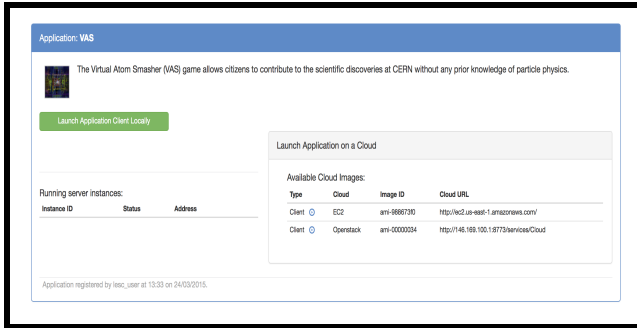 Application: VAS
The Virtual Atom Smasher (VAS) game allows citizens to contribute to the scientific discoveries at CERN without any prior knowledge of particle physics.
Launch Application Client Locally
Launch Application on a Cloud
Available Cloud Images:
Type Cloud Image ID Cloud URL
Client EC2 ami-988673f0 http://ec2.us-east-1.amazonaws.com/
Client Openstack ami-00000034 http://146.169.100.1:8773/services/Cloud
Running server instances:
Instance ID Status Address
Application registered by lesc_user at 13:33 on 24/03/2015.